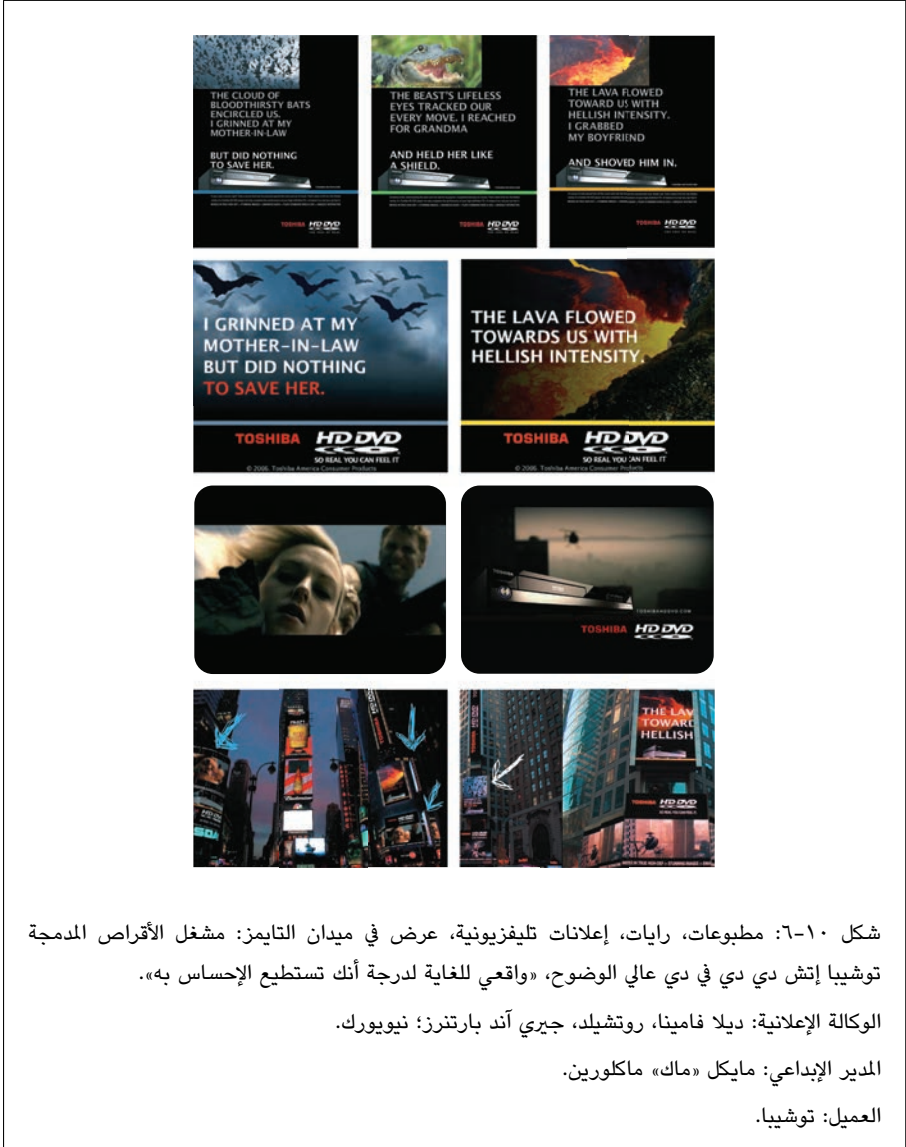 THE CLOUD OF
BLOODTHIRSTY BATS
ENCIRCLED US.
I GRINNED AT MY
MOTHER-IN-LAW
BUT DID NOTHING
TO SAVE HER.
TOSHIBA HD DVD
THE BEAST'S LIFELESS
EYES TRACKED OUR
EVERY MOVE. I REACHED
FOR GRANDMA
AND HELD HER LIKE
A SHIELD.
TOSHIBA HD DVD
THE LAVA FLOWED
TOWARD US WITH
HELLISH INTENSITY.
I GRABBED
MY BOYFRIEND
AND SHOVED HIM IN.
TOSHIBA HD DVD
I GRINNED AT MY
MOTHER-IN-LAW
BUT DID NOTHING
TO SAVE HER.
TOSHIBA HD DVD
SO REAL YOU CAN FEEL IT
© 2006. Toshiba America Consumer Products
THE LAVA FLOWED
TOWARDS US WITH
HELLISH INTENSITY.
TOSHIBA HD DVD
SO REAL YOU CAN FEEL IT
© 2006. Toshiba America Consumer Products
TOSHIBA
TOSHIBAHDDVD.COM
TOSHIBA HD DVD
THE LAV
TOWARD
HELLISH
TOSHIBA HD DVD
شكل ١٠-٦: مطبوعات، رايات، إعلانات تليفزيونية، عرض في ميدان التايمز: مشغل الأقراص المدمجة
توشيبا إتش دي دي في دي عالي الوضوح، «واقعي للغاية لدرجة أنك تستطيع الإحساس به».
الوكالة الإعلانية: ديلا فامينا، روتشيلد، جيري آند بارتنرز؛ نيويورك.
المدير الإبداعي: مايكل «ماك» ماكلورين.
العميل: توشيبا.